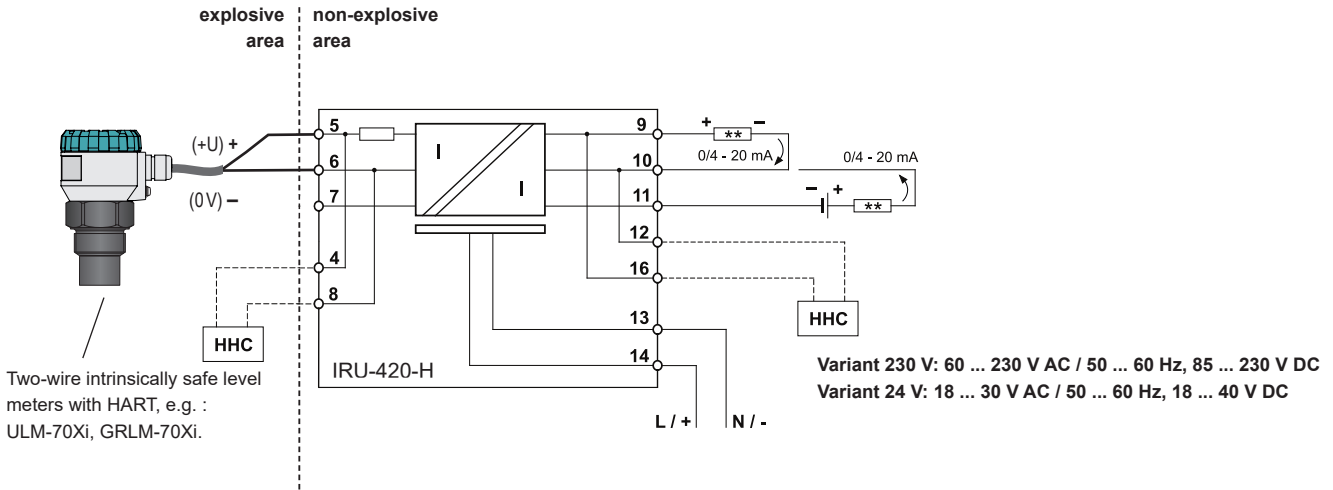 explosive
area
non-explosive
area
(+U) +
(0 V) –
5
6
7
4
8
I
I
9
10
11
12
16
13
14
+ ** –
0/4 - 20 mA
0/4 - 20 mA
– +
**
HHC
HHC
IRU-420-H
L / +
N / -
Two-wire intrinsically safe level
meters with HART, e.g. :
ULM-70Xi, GRLM-70Xi.
Variant 230 V: 60 ... 230 V AC / 50 ... 60 Hz, 85 ... 230 V DC
Variant 24 V: 18 ... 30 V AC / 50 ... 60 Hz, 18 ... 40 V DC